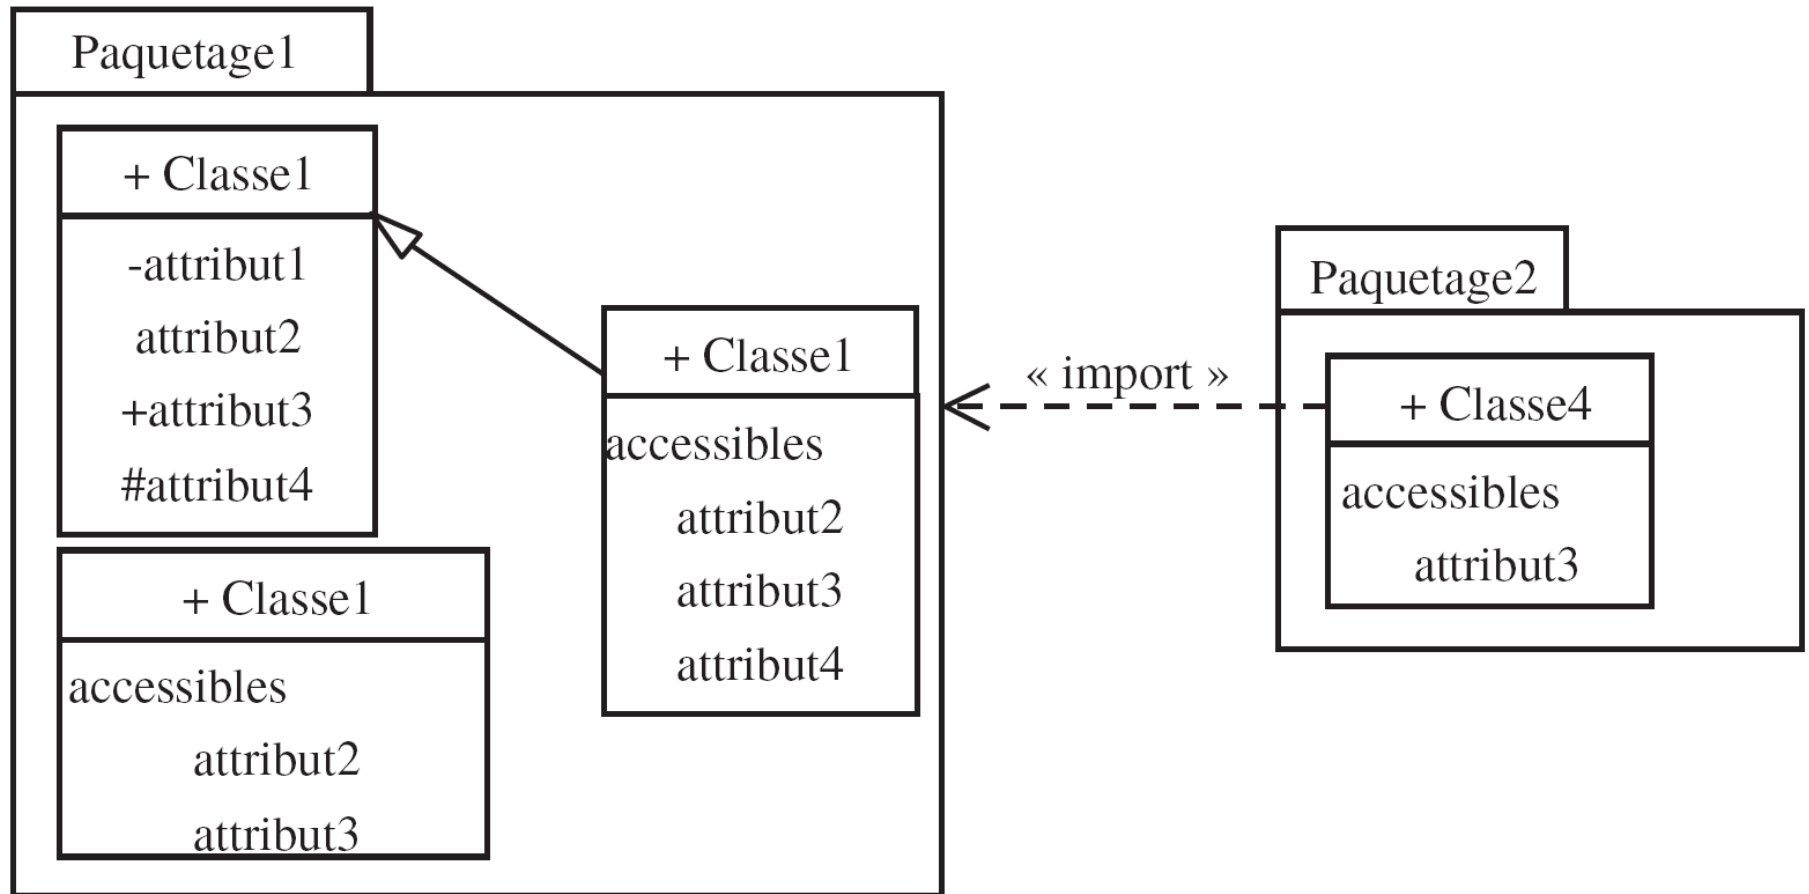 Paquetage1
+ Classe1
-attribut1
attribut2
+attribut3
#attribut4
+ Classe1
accessibles
attribut2
attribut3
+ Classe1
accessibles
attribut2
attribut3
attribut4
« import »
Paquetage2
+ Classe4
accessibles
attribut3